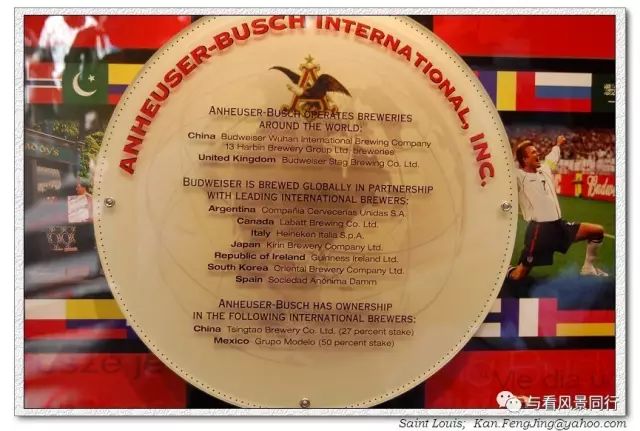 ANHEUSER-BUSCH INTERNATIONAL, INC.
ANHEUSER-BUSCH OPERATES BREWERIES
AROUND THE WORLD:
China Budweiser Wuhan International Brewing Company
13 Harbin Brewery Group Ltd. breweries
United Kingdom Budweiser Stag Brewing Co. Ltd.
BUDWEISER IS BREWED GLOBALLY IN PARTNERSHIP
WITH LEADING INTERNATIONAL BREWERS:
Argentina Compañia Cervecerias Unidas S.A.
Canada Labatt Brewing Co. Ltd.
Italy Heineken Italia S.p.A.
Japan Kirin Brewery Company Ltd.
Republic of Ireland Guinness Ireland Ltd.
South Korea Oriental Brewery Company Ltd.
Spain Sociedad Anónima Damm
ANHEUSER-BUSCH HAS OWNERSHIP
IN THE FOLLOWING INTERNATIONAL BREWERS:
China Tsingtao Brewery Co. Ltd. (27 percent stake)
Mexico Grupo Modelo (50 percent stake)
与看风景同行
Saint Louis; Kan.FengJing@yahoo.com